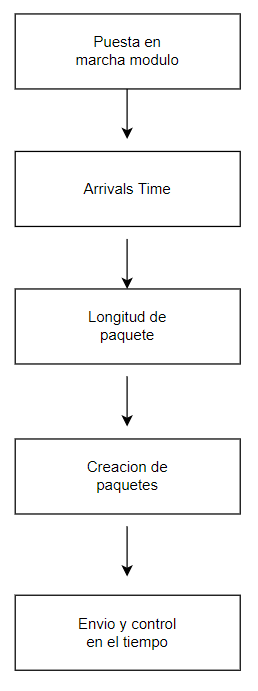 Puesta en
marcha modulo
Arrivals Time
Longitud de
paquete
Creacion de
paquetes
Envio y control
en el tiempo